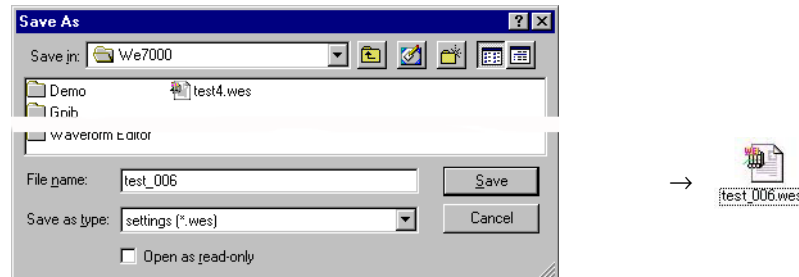 Save As
Save in: We7000
Demo test4.wes
Gpib
Waveform Editor
File name: test_006 Save
Save as type: settings (*.wes) Cancel
Open as read-only
→ test_006.wes